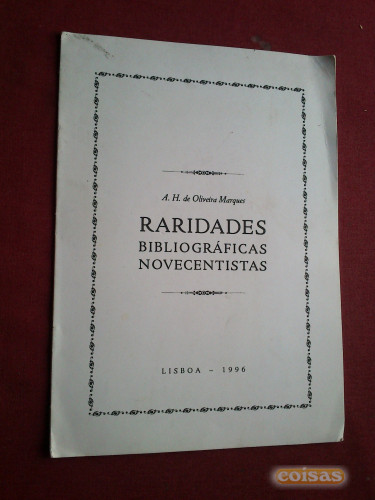 A. H. de Oliveira Marques
RARIDADES
BIBLIOGRÁFICAS
NOVECENTISTAS
LISBOA - 1996
coisas